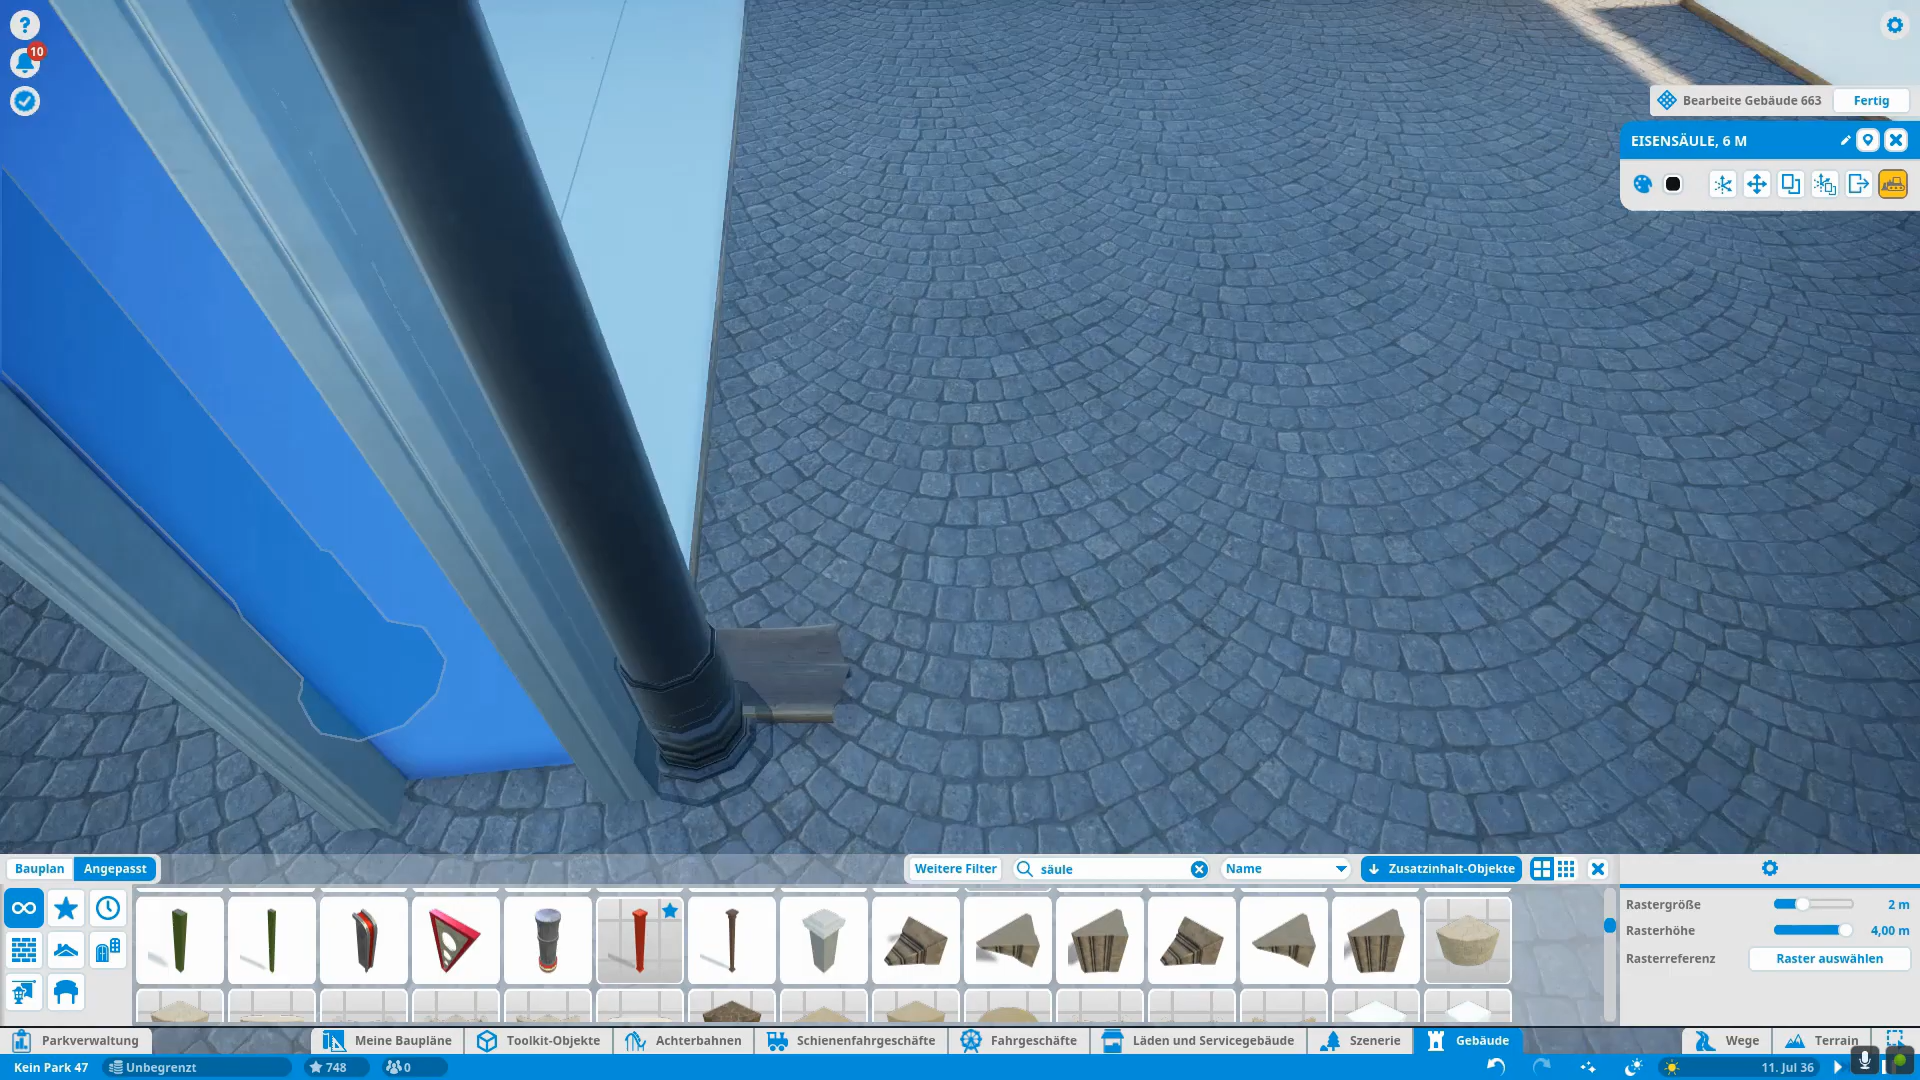 ?
10
Bearbeite Gebäude 663
Fertig
EISENSÄULE, 6 M
Bauplan
Angepasst
Weitere Filter
säule
Name
Zusatzinhalt-Objekte
Rastergröße
2 m
Rasterhöhe
4,00 m
Rasterreferenz
Raster auswählen
Parkverwaltung
Meine Baupläne
Toolkit-Objekte
Achterbahnen
Schienenfahrgeschäfte
Fahrgeschäfte
Läden und Servicegebäude
Szenerie
Gebäude
Wege
Terrain
Kein Park 47
Unbegrenzt
748
0
11. Jul 36